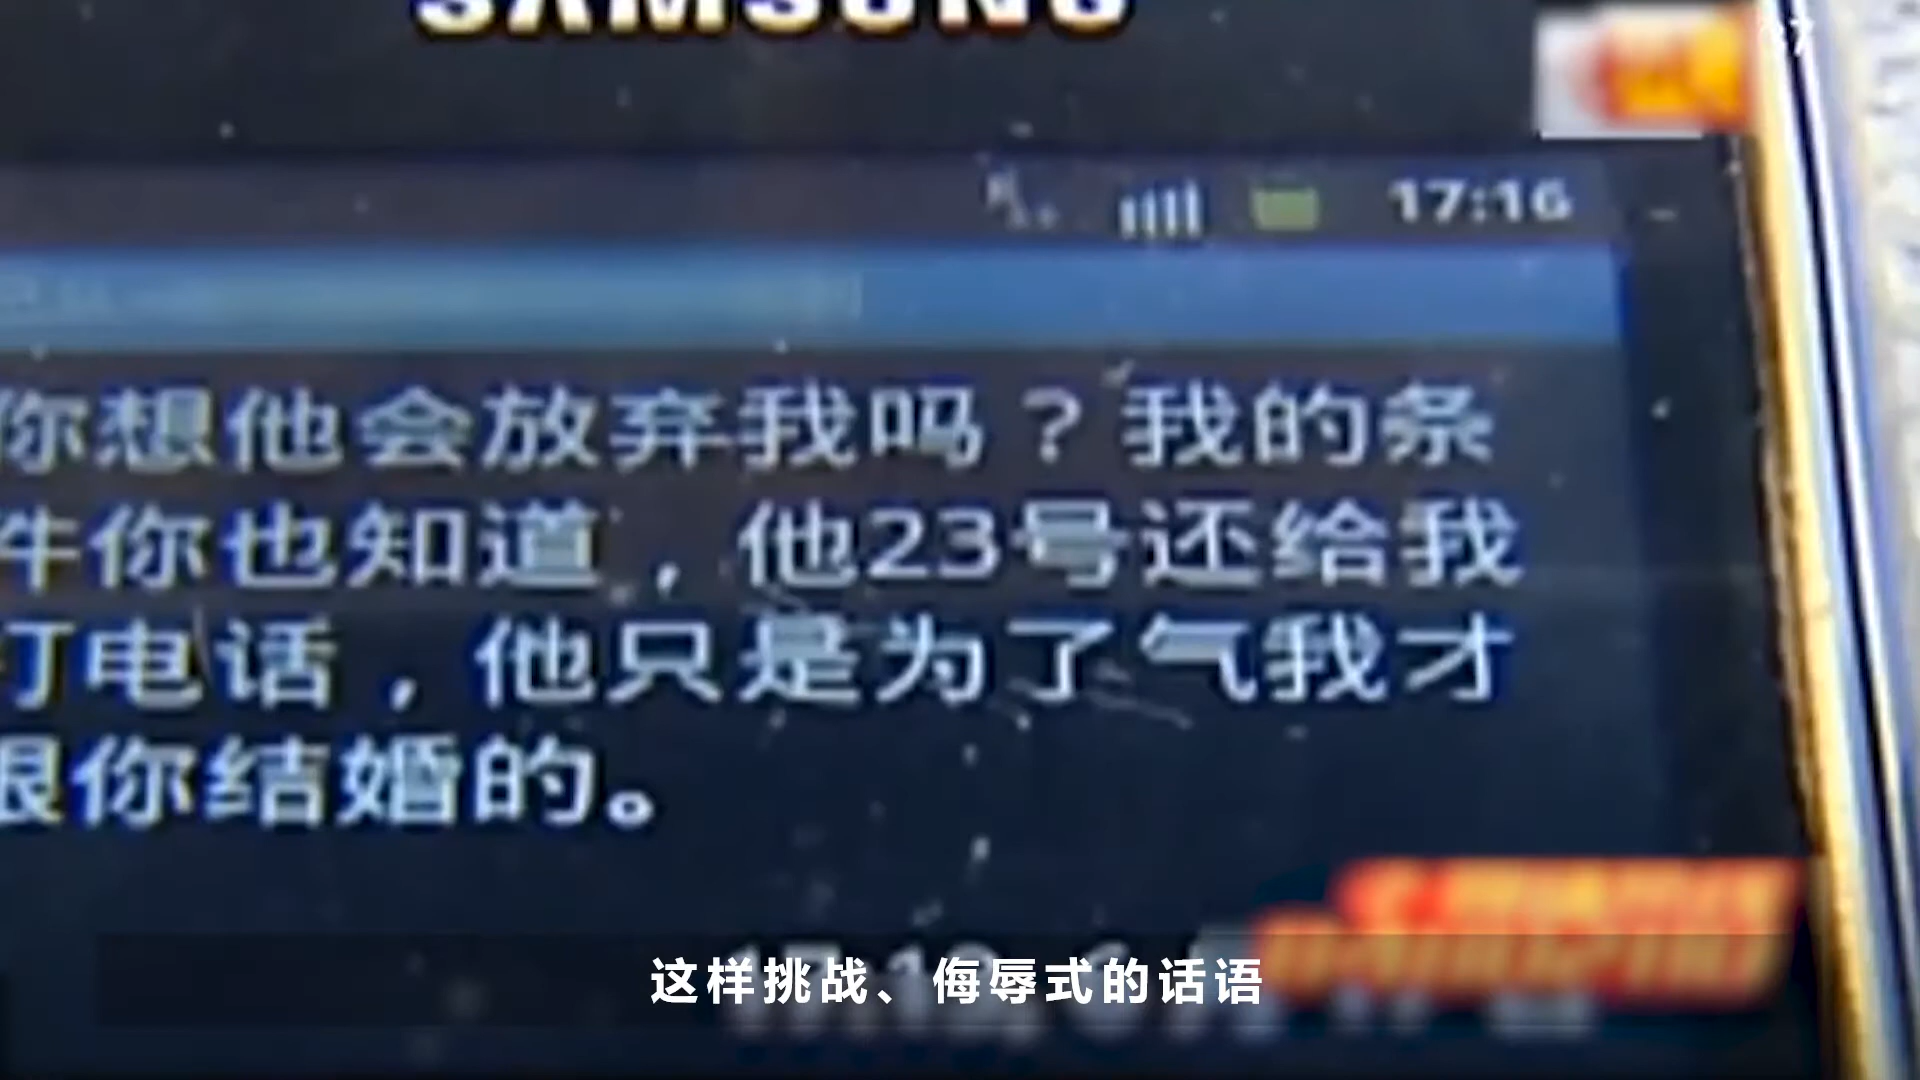 SAMSUNG
17:16
你想他会放弃我吗？我的条
件你也知道，他23号还给我
打电话，他只是为了气我才
跟你结婚的。
这样挑战、侮辱式的话语